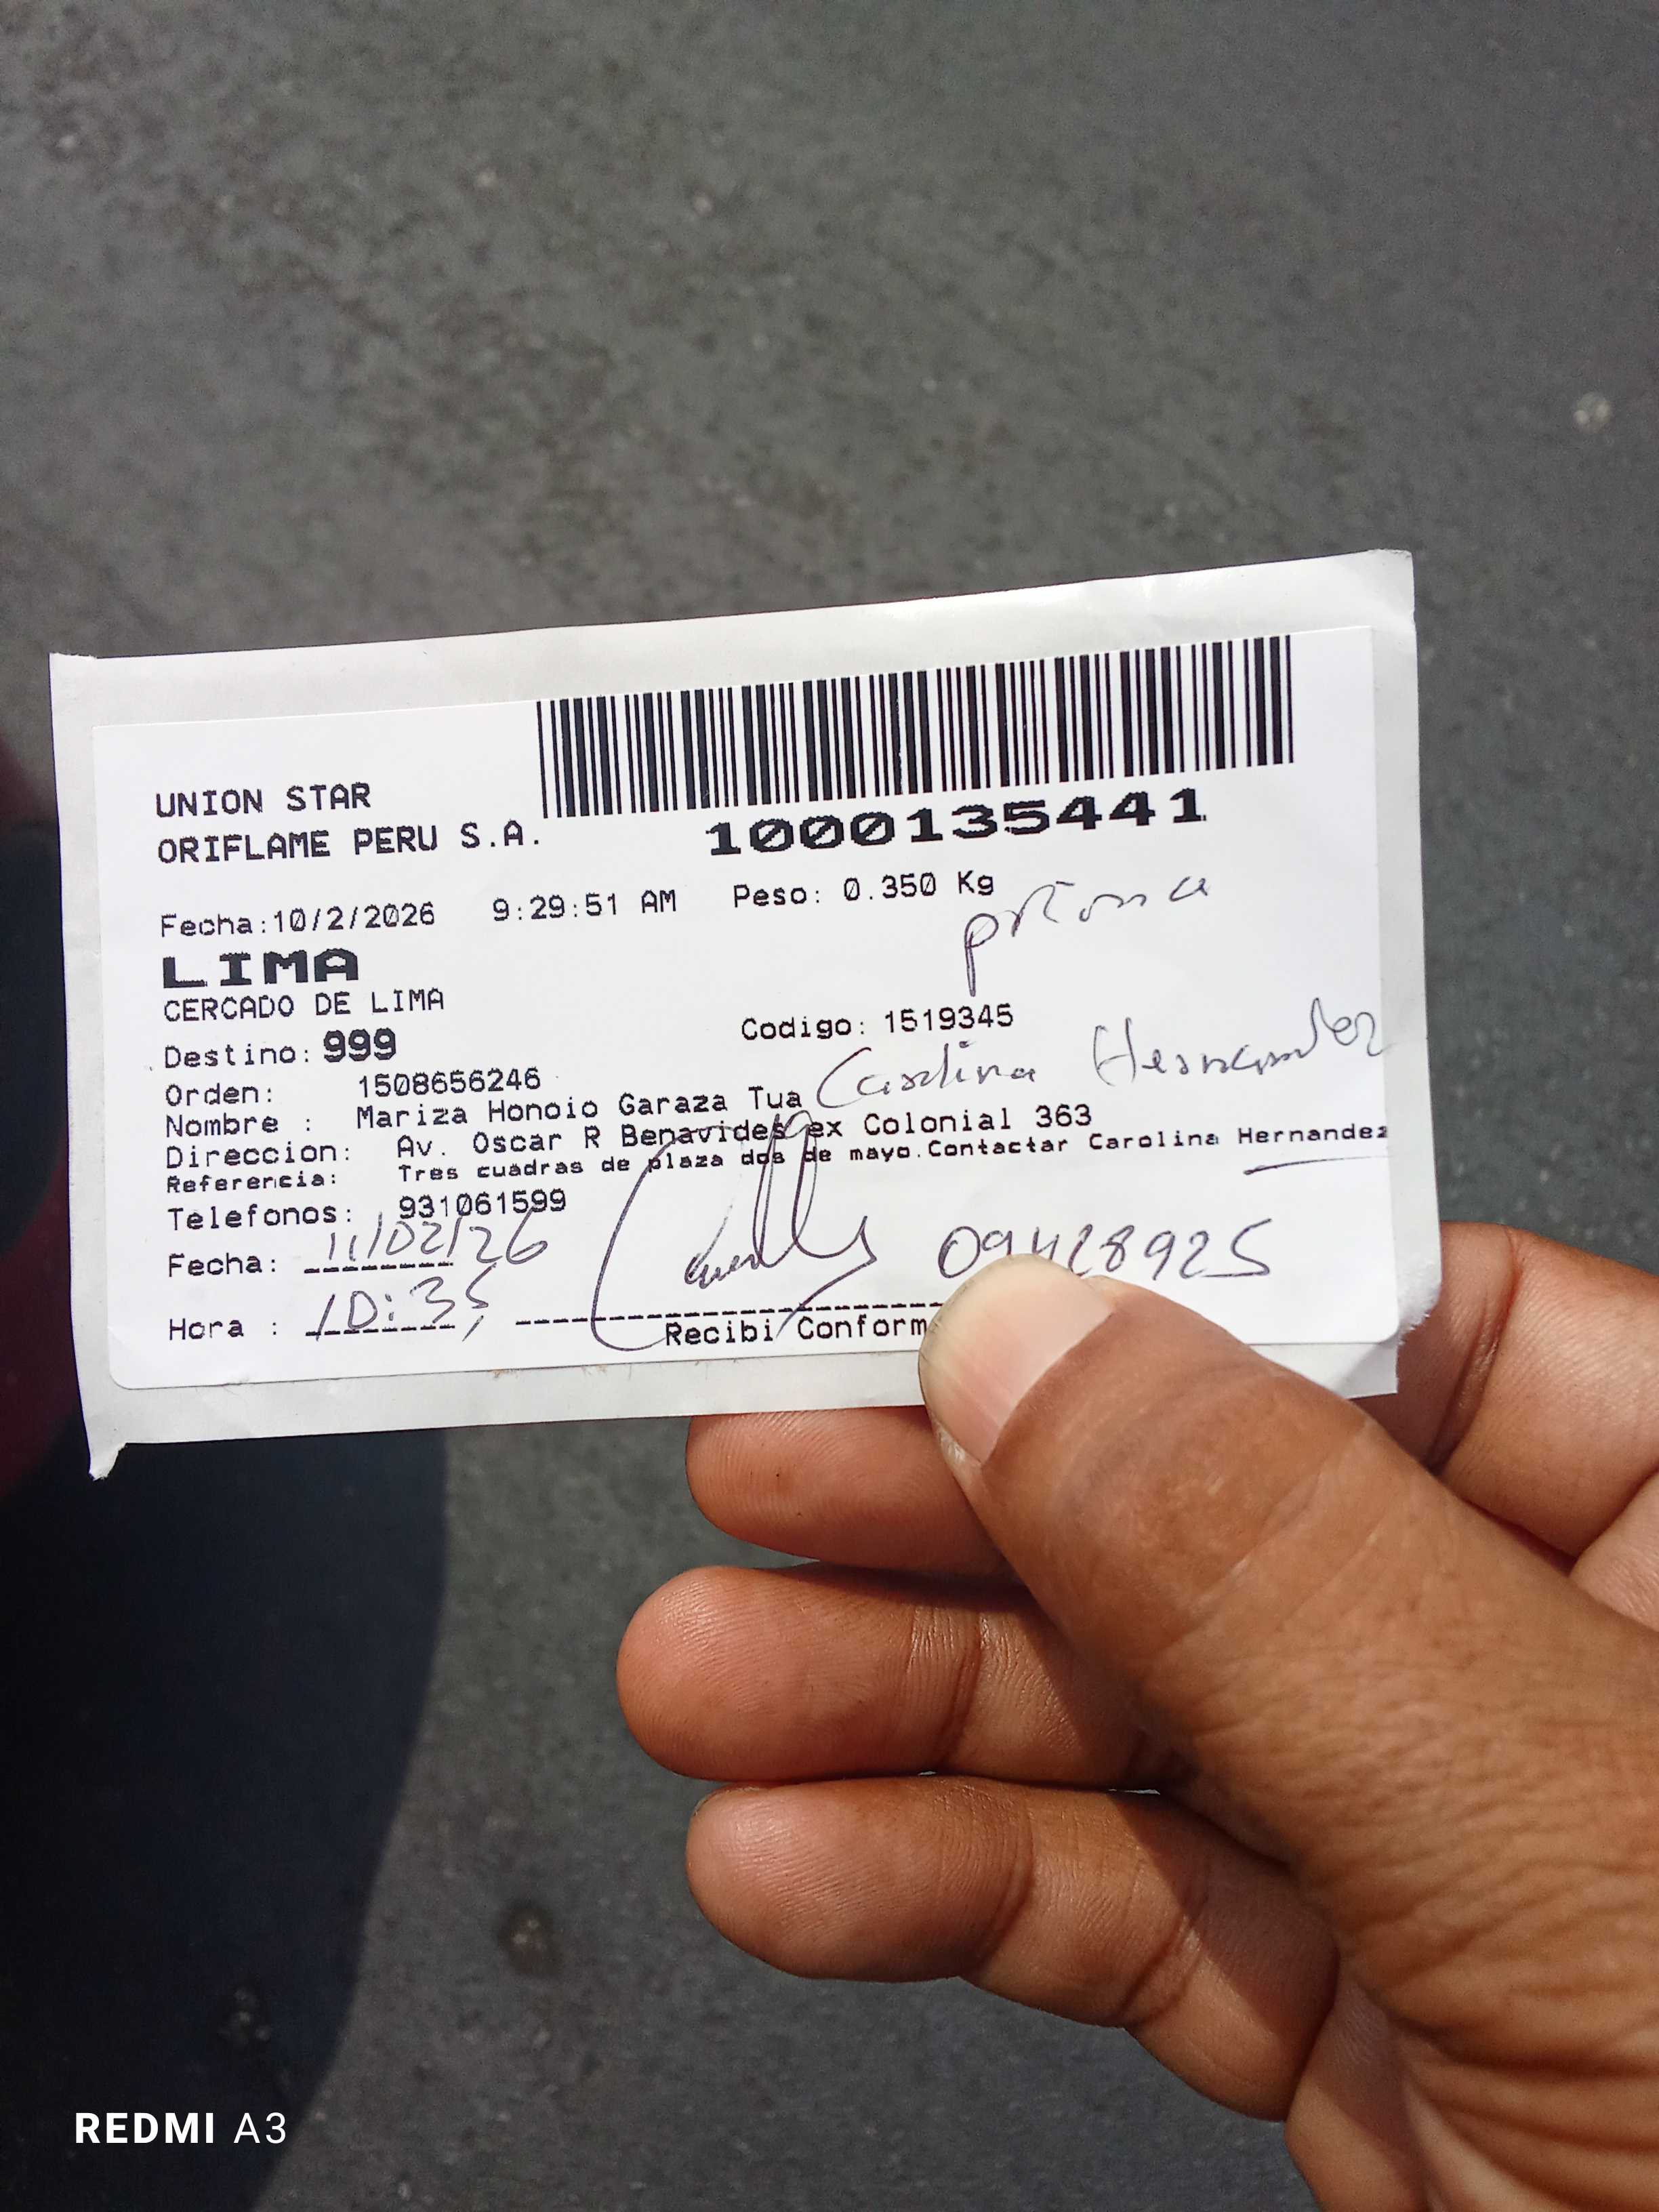 UNION STAR
ORIFLAME PERU S.A.
1000135441
Fecha:10/2/2026 9:29:51 AM Peso: 0.350 Kg
LIMA
CERCADO DE LIMA
Destino: 999 Codigo: 1519345
Carolina Hernandez
Orden: 1508656246
Nombre : Mariza Honoio Garaza Tua
Direccion: Av. Oscar R Benavides ex Colonial 363
Referencia: Tres cuadras de plaza dos de mayo.Contactar Carolina Hernandez
Telefonos: 931061599
Fecha: 11/02/26
Hora : 10:35
Recibi Conform
REDMI A3